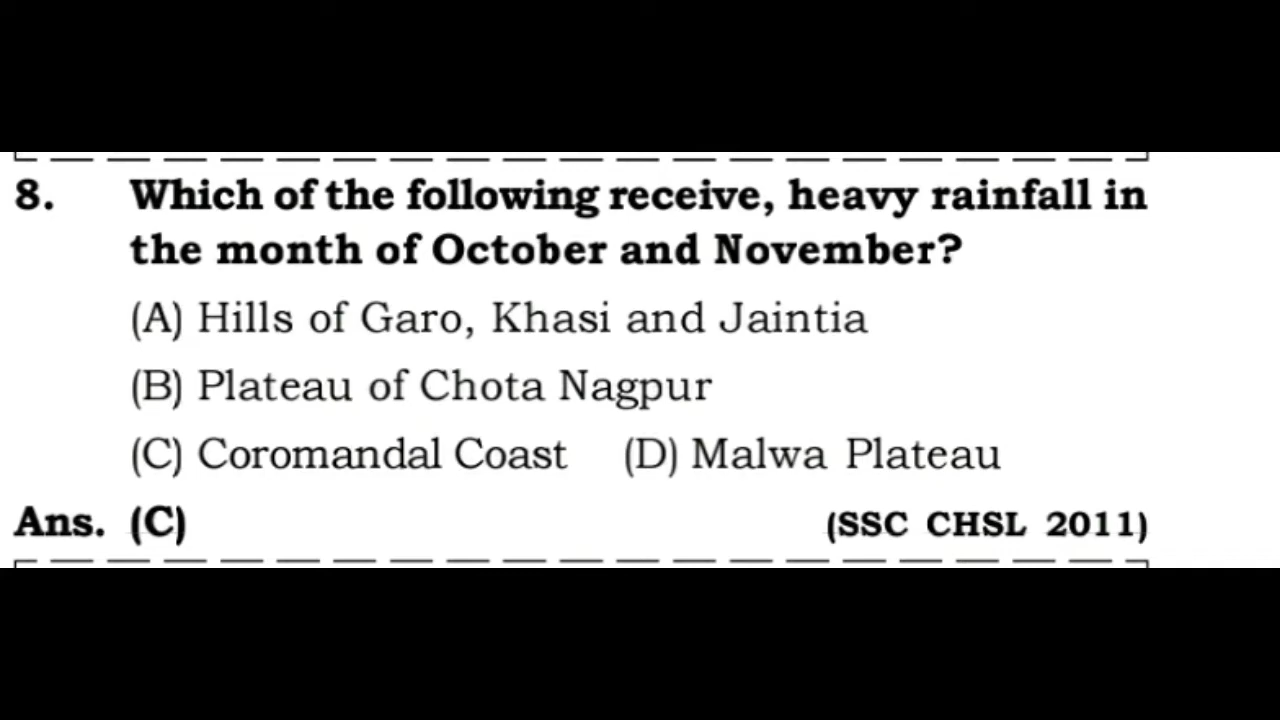 8. Which of the following receive, heavy rainfall in
the month of October and November?
(A) Hills of Garo, Khasi and Jaintia
(B) Plateau of Chota Nagpur
(C) Coromandal Coast (D) Malwa Plateau
Ans. (C) (SSC CHSL 2011)